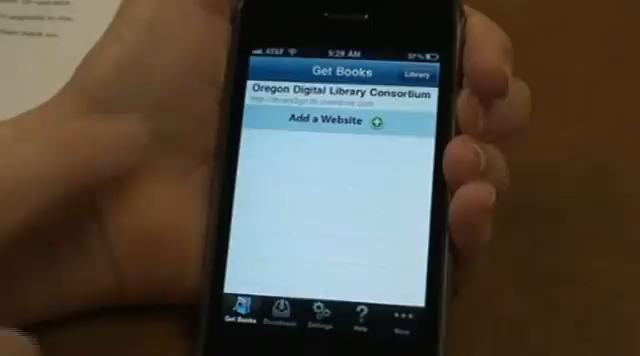 AT&T 5:29 AM 37%
Get Books Library
Oregon Digital Library Consortium
Add a Website
Get Books Downloads Settings Help More